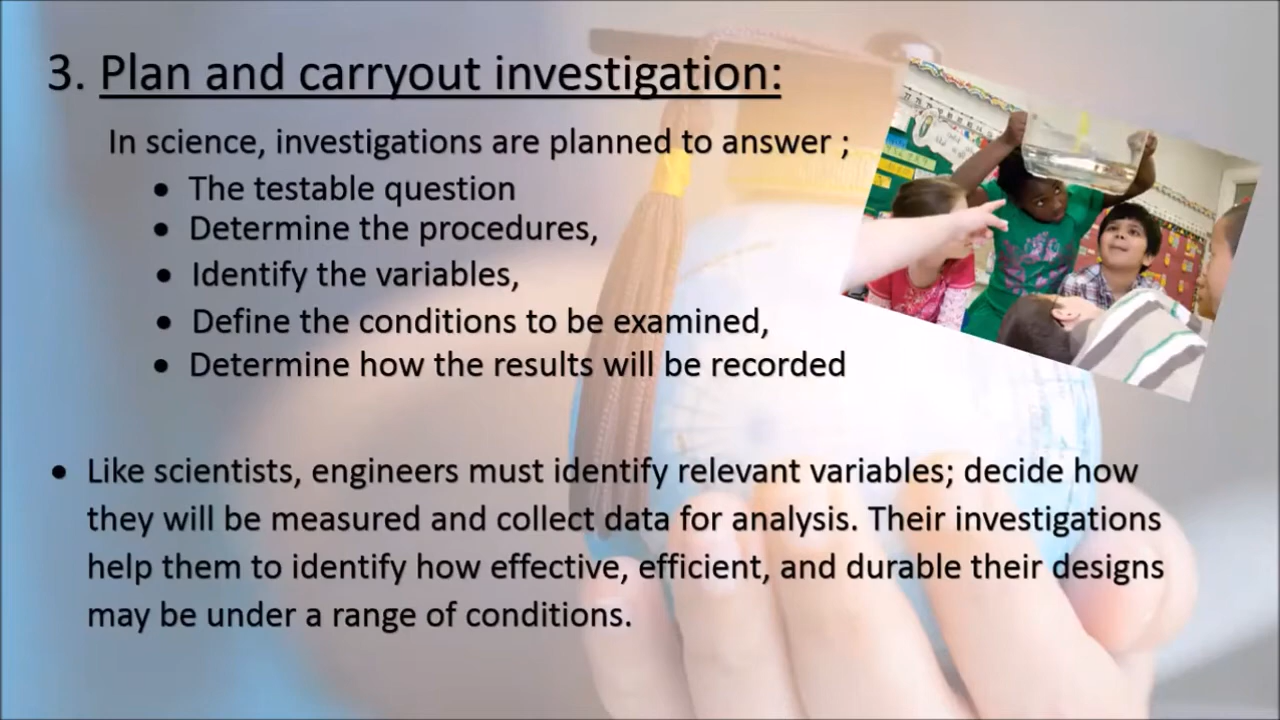 3. Plan and carryout investigation:
In science, investigations are planned to answer ;
• The testable question
• Determine the procedures,
• Identify the variables,
• Define the conditions to be examined,
• Determine how the results will be recorded
• Like scientists, engineers must identify relevant variables; decide how
they will be measured and collect data for analysis. Their investigations
help them to identify how effective, efficient, and durable their designs
may be under a range of conditions.